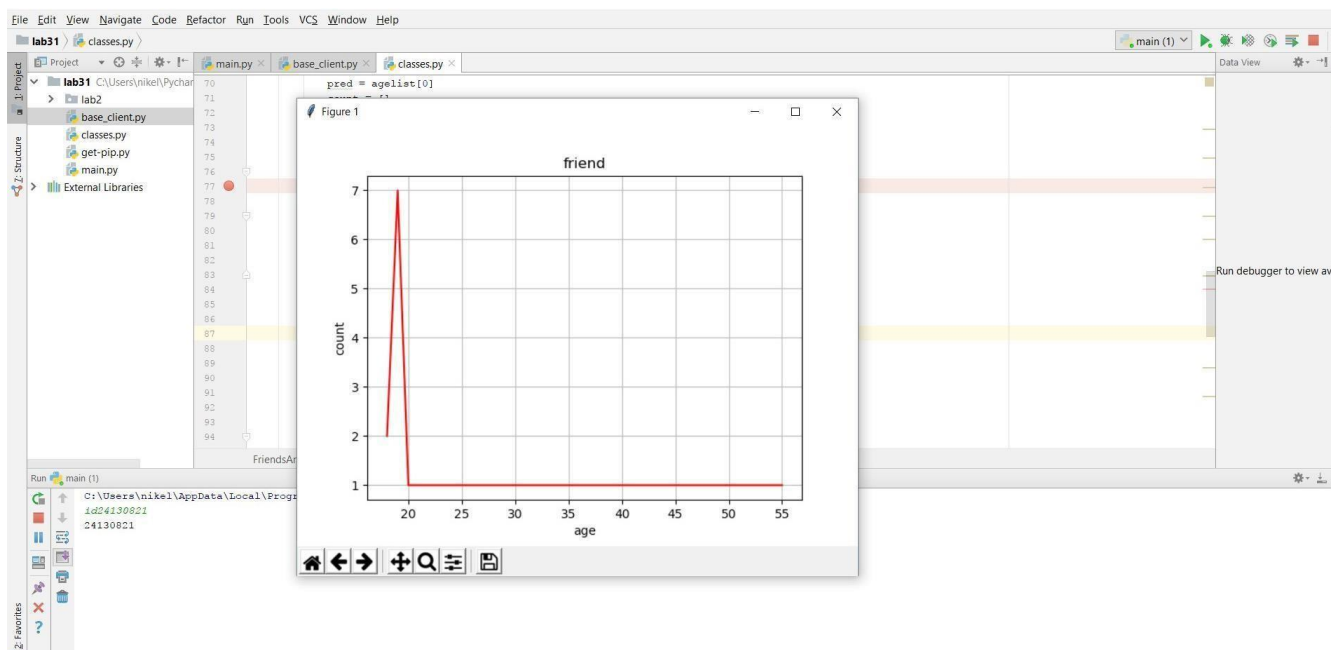 File Edit View Navigate Code Refactor Run Tools VCS Window Help
lab31 classes.py main (1)
1: Project
Project
main.py base_client.py classes.py
Data View
lab31 C:\Users\nikel\Pychar
lab2
base_client.py
classes.py
get-pip.py
main.py
External Libraries
Z: Structure
70 pred = agelist[0]
71
72
73
74
75
76
77
78
79
80
81
82
83
84
85
86
87
88
89
90
91
92
93
94
FriendsAr
Run debugger to view av
Figure 1
friend
7
6
5
4
3
2
1
count
20 25 30 35 40 45 50 55
age
Run main (1)
C:\Users\nikel\AppData\Local\Progr
id24130821
24130821
2: Favorites